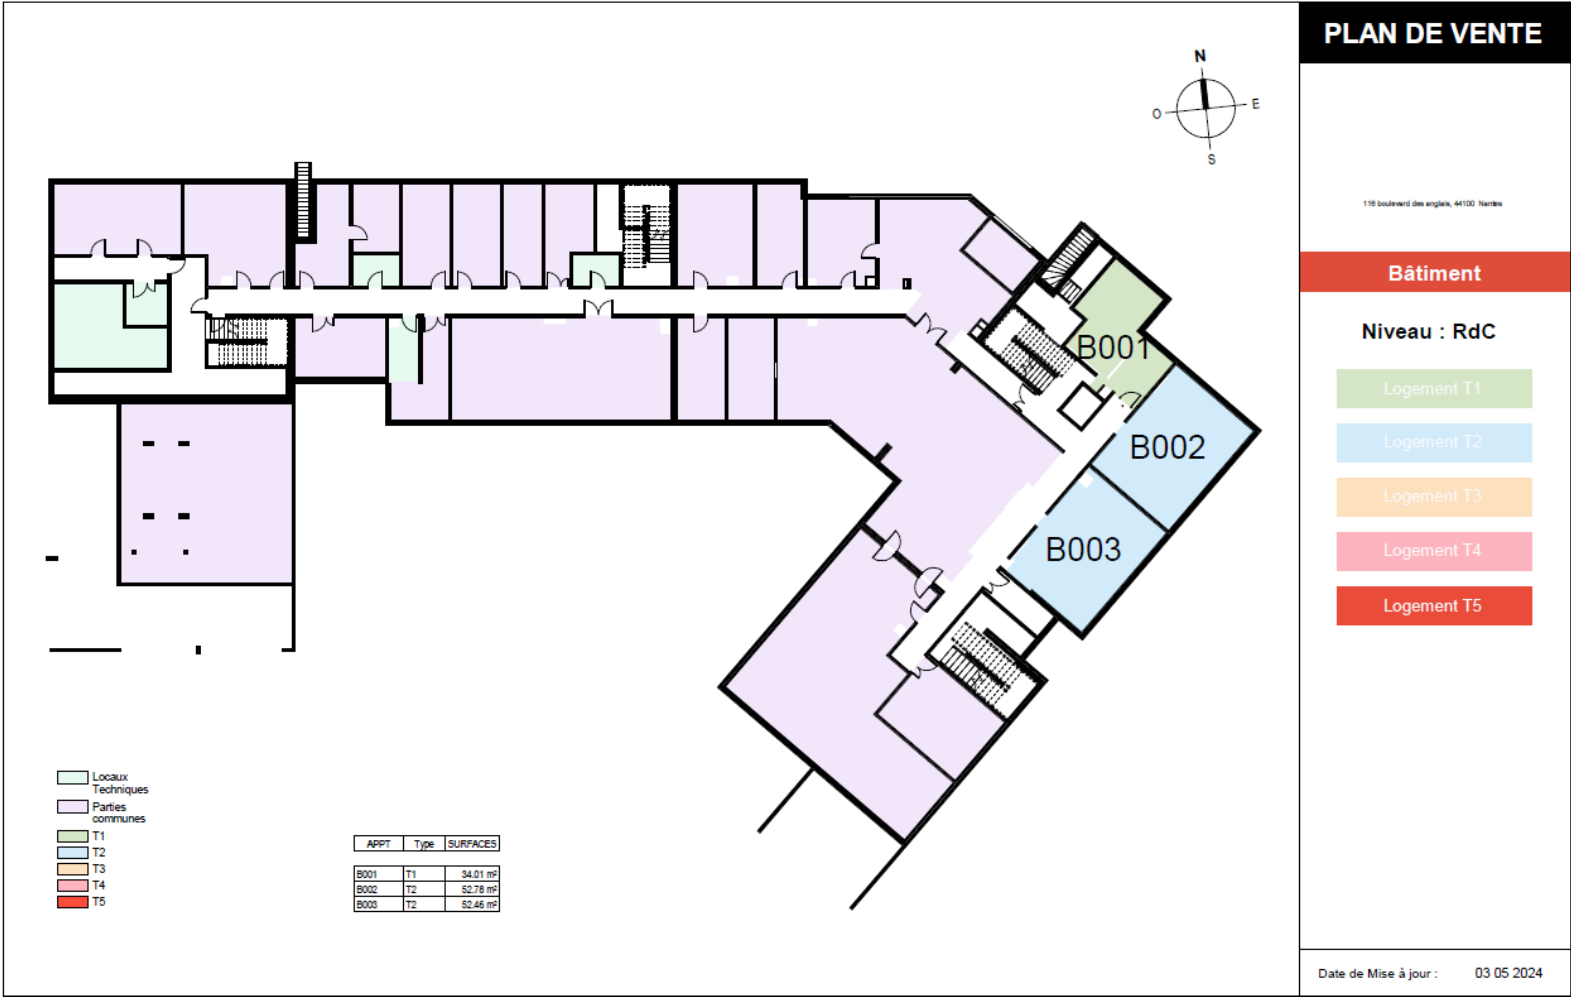 PLAN DE VENTE
N
O
E
S
116 boulevard des anglais, 44100 Nantes
Bâtiment
Niveau : RdC
Logement T1
Logement T2
Logement T3
Logement T4
Logement T5
B001
B002
B003
Locaux
Techniques
Parties
communes
T1
T2
T3
T4
T5
APPT Type SURFACES
B001 T1 34.01 m²
B002 T2 52.78 m²
B003 T2 52.46 m²
Date de Mise à jour : 03 05 2024